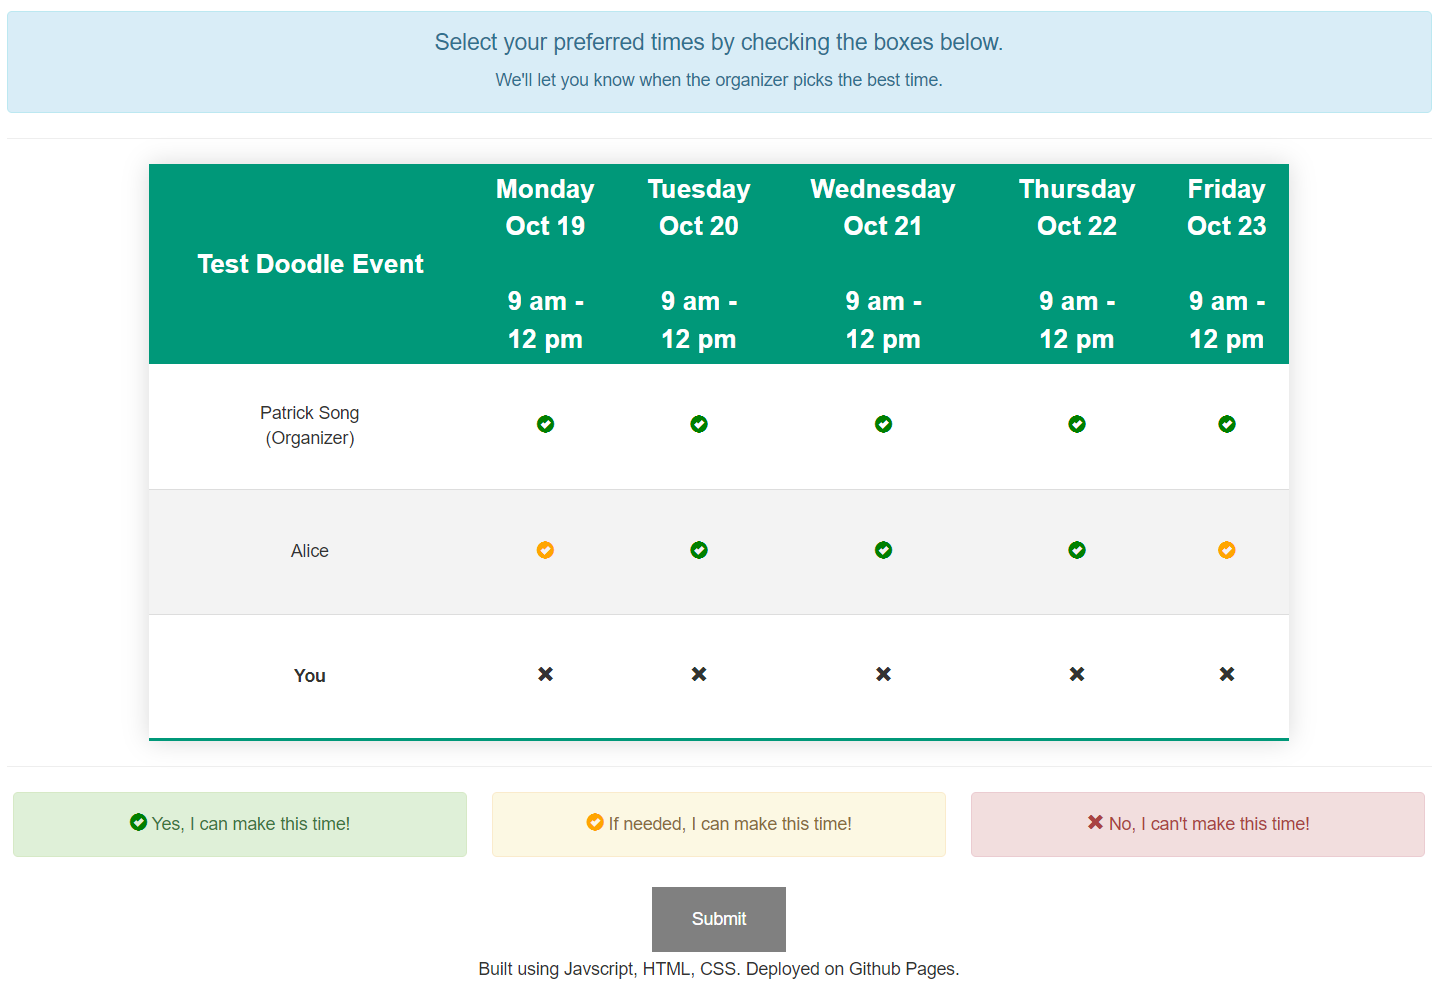 Select your preferred times by checking the boxes below.
We'll let you know when the organizer picks the best time.
Test Doodle Event
Monday Oct 19 9 am - 12 pm
Tuesday Oct 20 9 am - 12 pm
Wednesday Oct 21 9 am - 12 pm
Thursday Oct 22 9 am - 12 pm
Friday Oct 23 9 am - 12 pm
Patrick Song
(Organizer)
Alice
You
Yes, I can make this time!
If needed, I can make this time!
No, I can't make this time!
Submit
Built using Javscript, HTML, CSS. Deployed on Github Pages.